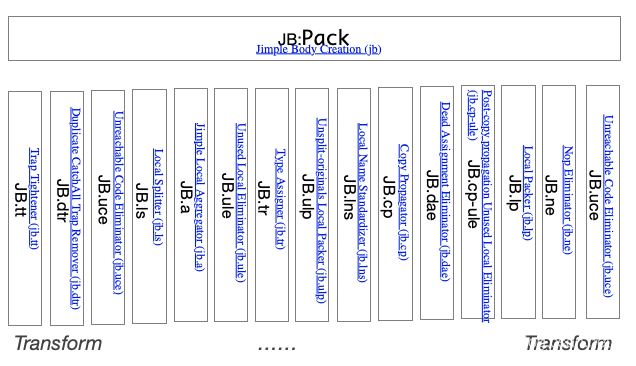 JB:Pack
Jimple Body Creation (jb)
Trap Tightener (jb.tt)
JB.tt
Duplicate CatchAll Trap Remover (jb.dtr)
JB.dtr
Unreachable Code Eliminator (jb.uce)
JB.uce
Local Splitter (jb.ls)
JB.ls
Jimple Local Aggregator (jb.a)
JB.a
Unused Local Eliminator (jb.ule)
JB.ule
Type Assigner (jb.tr)
JB.tr
Unsplit-originals Local Packer (jb.ulp)
JB.ulp
Local Name Standardizer (jb.lns)
JB.lns
Copy Propagator (jb.cp)
JB.cp
Dead Assignment Eliminator (jb.dae)
JB.dae
Post-copy propagation Unused Local Eliminator
(jb.cp-ule)
JB.cp-ule
Local Packer (jb.lp)
JB.lp
Nop Eliminator (jb.ne)
JB.ne
Unreachable Code Eliminator (jb.uce)
JB.uce
Transform
......
Transform